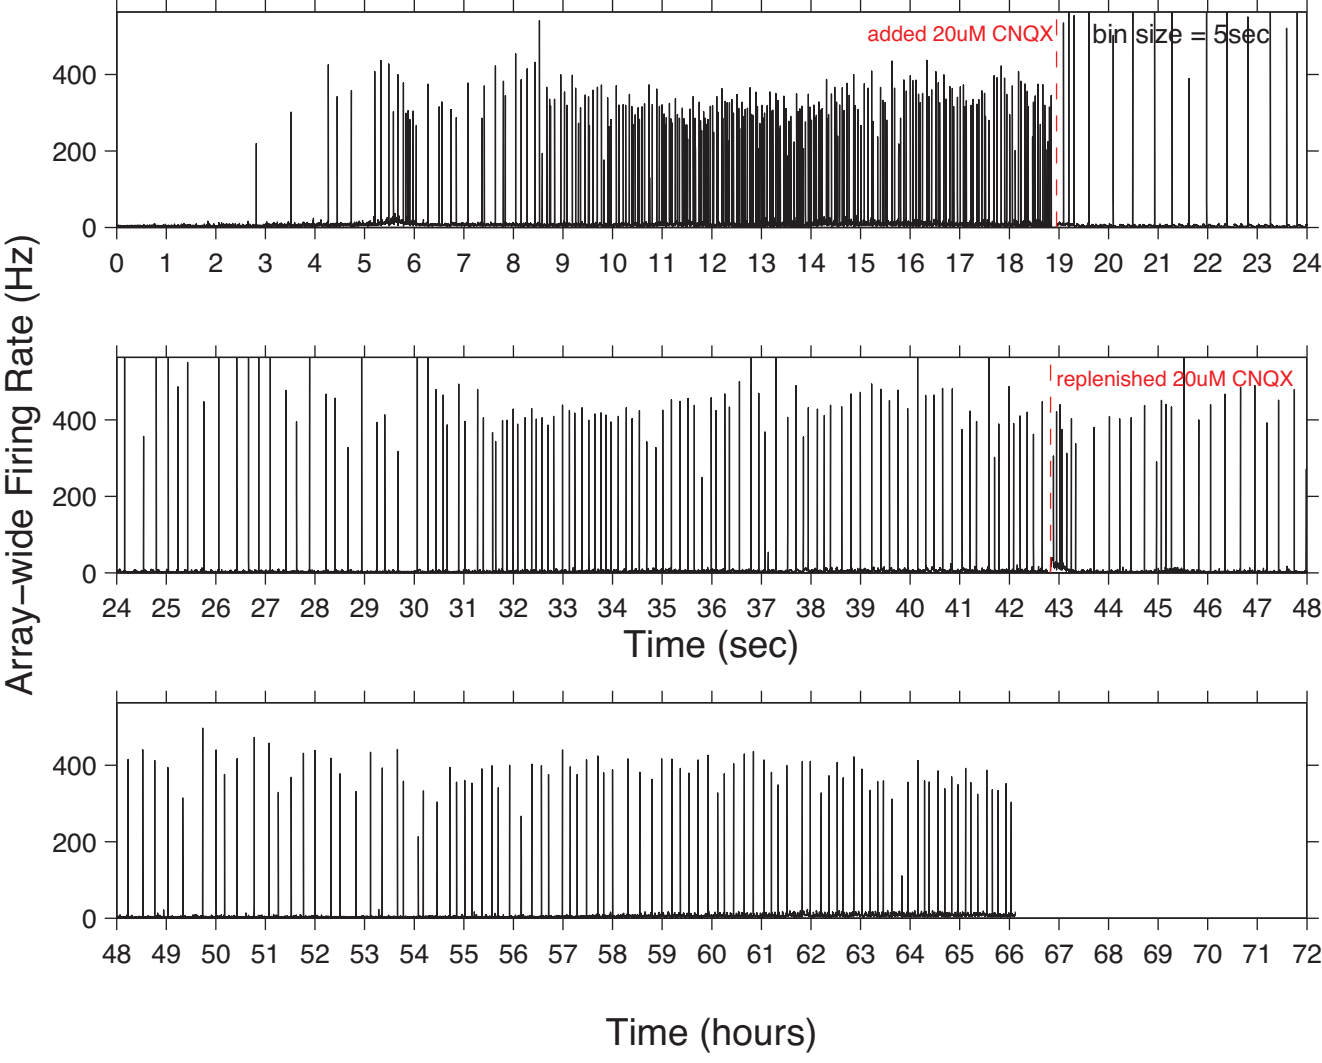 Array-wide Firing Rate (Hz)
added 20uM CNQX
bin size = 5sec
400
200
0
0 1 2 3 4 5 6 7 8 9 10 11 12 13 14 15 16 17 18 19 20 21 22 23 24
replenished 20uM CNQX
400
200
0
24 25 26 27 28 29 30 31 32 33 34 35 36 37 38 39 40 41 42 43 44 45 46 47 48
Time (sec)
400
200
0
48 49 50 51 52 53 54 55 56 57 58 59 60 61 62 63 64 65 66 67 68 69 70 71 72
Time (hours)